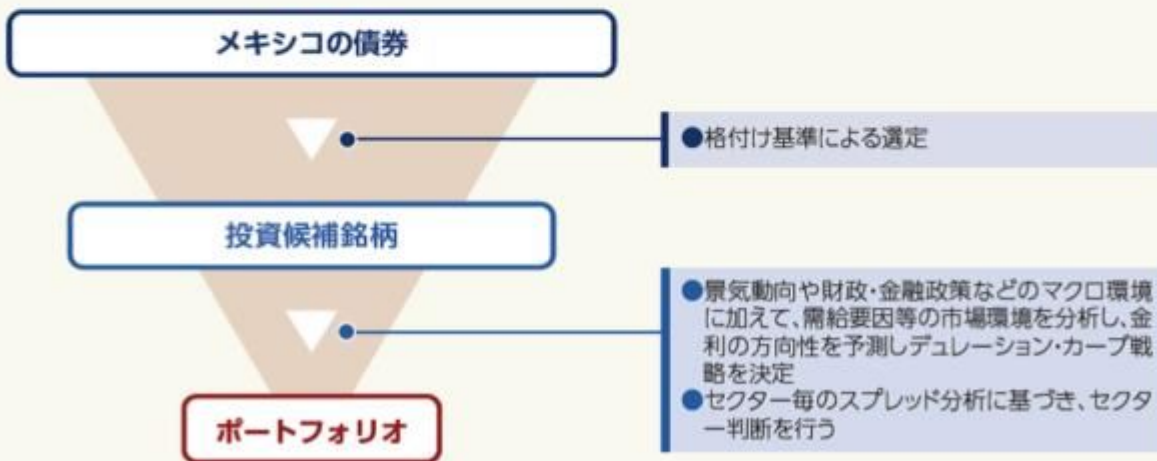 メキシコの債券
●格付け基準による選定
投資候補銘柄
●景気動向や財政・金融政策などのマクロ環境
に加えて、需給要因等の市場環境を分析し、金
利の方向性を予測しデュレーション・カーブ戦
略を決定
●セクター毎のスプレッド分析に基づき、セクタ
ー判断を行う
ポートフォリオ